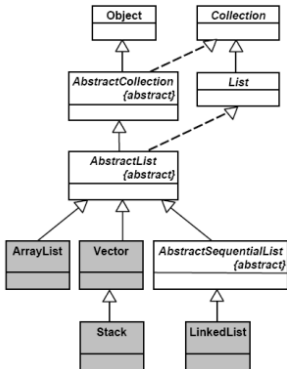 Object
Collection
AbstractCollection
{abstract}
List
AbstractList
{abstract}
ArrayList
Vector
AbstractSequentialList
{abstract}
Stack
LinkedList